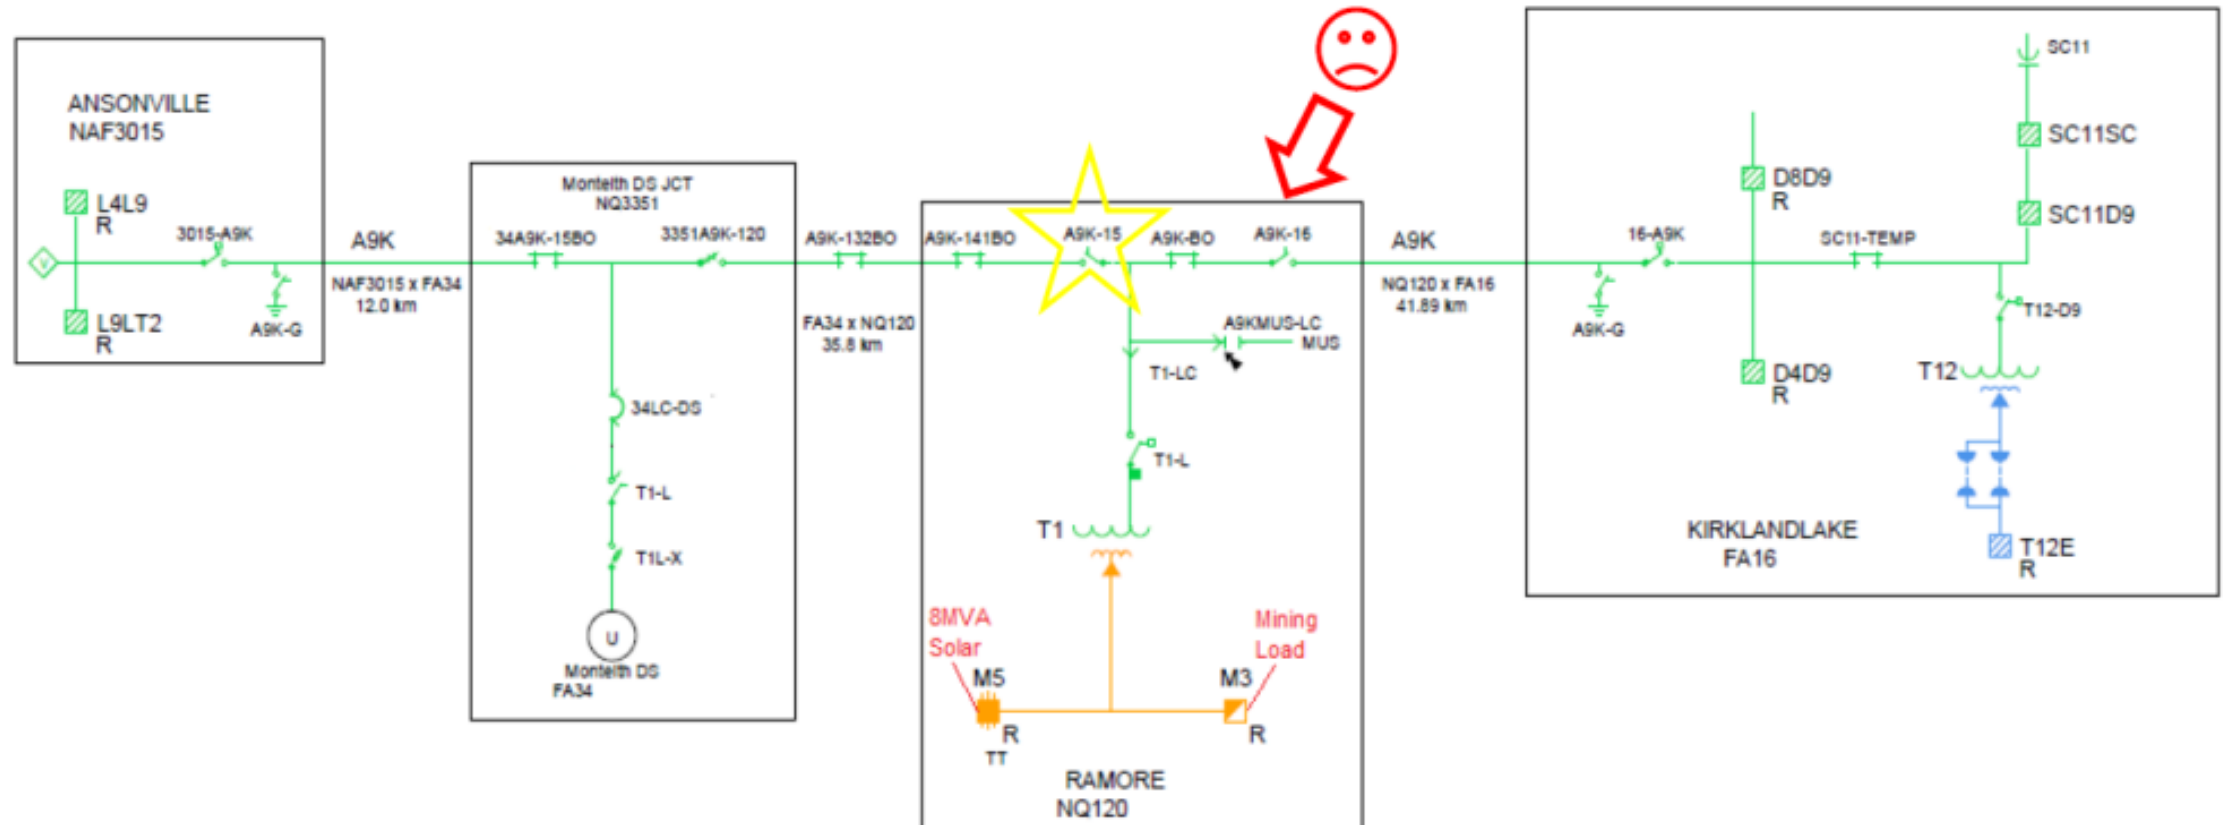 ANSONVILLE
NAF3015
L4L9
R
3015-A9K
V
L9LT2
R
A9K-G
A9K
NAF3015 x FA34
12.0 km
Monteith DS JCT
NQ3351
34A9K-15BO
3351A9K-120
34LC-DS
T1-L
T1L-X
U
Monteith DS
FA34
A9K-132BO
FA34 x NQ120
35.8 km
A9K-141BO
A9K-15
A9K-BO
A9K-16
A9KMUS-LC
MUS
T1-LC
T1-L
T1
8MVA
Solar
M5
R
TT
Mining
Load
M3
R
RAMORE
NQ120
A9K
NQ120 x FA16
41.89 km
16-A9K
A9K-G
D8D9
R
D4D9
R
SC11-TEMP
SC11
SC11SC
SC11D9
T12-D9
T12
T12E
R
KIRKLANDLAKE
FA16